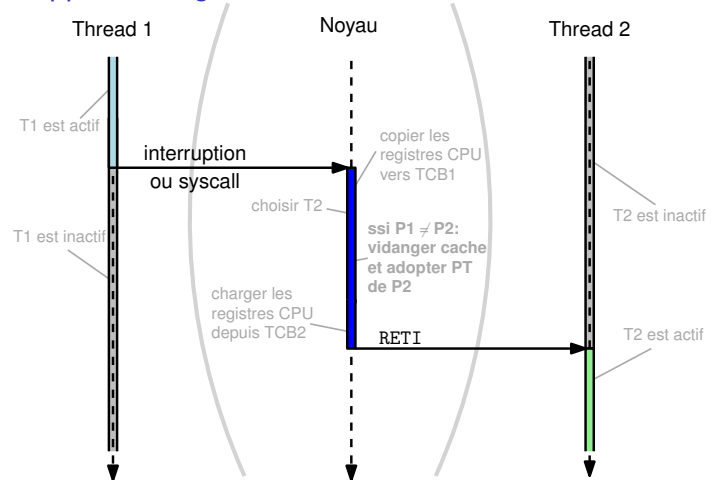 Thread 1
Noyau
Thread 2
T1 est actif
interruption
ou syscall
copier les
registres CPU
vers TCB1
choisir T2
T2 est inactif
T1 est inactif
ssi P1 ≠ P2:
vidanger cache
et adopter PT
de P2
charger les
registres CPU
depuis TCB2
RETI
T2 est actif